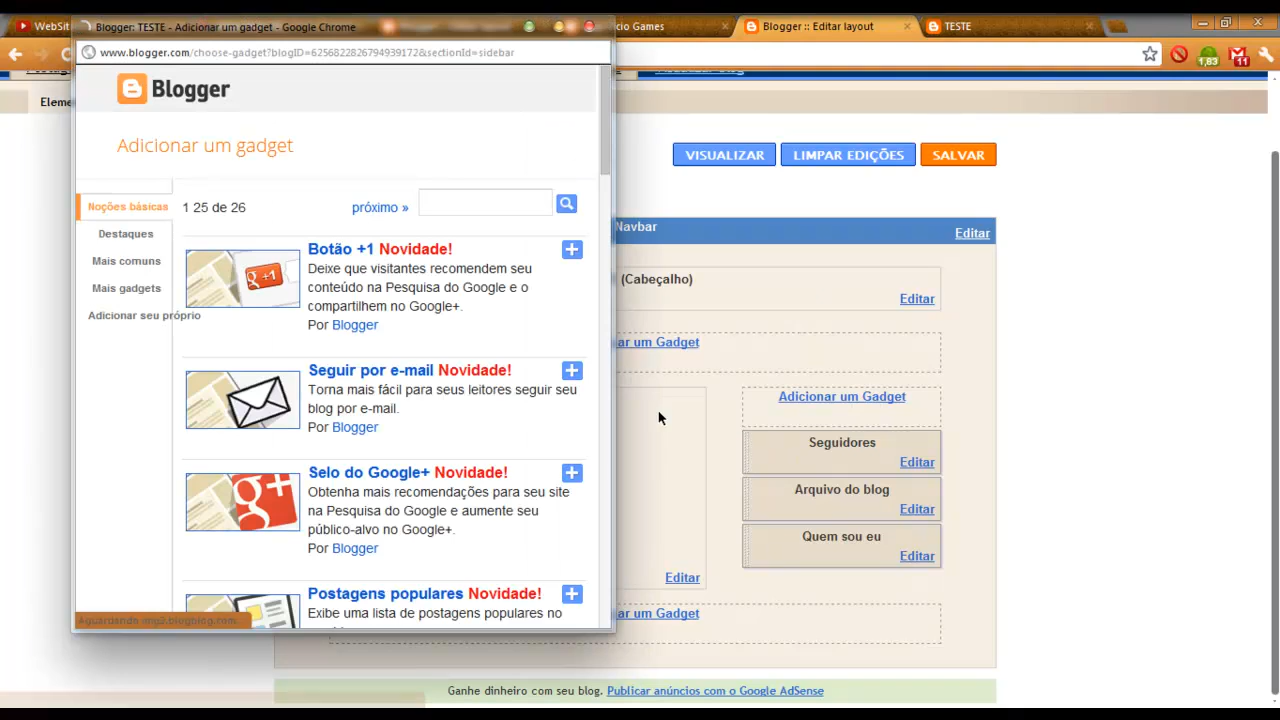 WebSit
Blogger: TESTE - Adicionar um gadget - Google Chrome
cio Games
Blogger :: Editar layout
TESTE
www.blogger.com/choose-gadget?blogID=6256822826794939172&sectionId=sidebar
1,83
11
Blogger
Eleme
Adicionar um gadget
VISUALIZAR
LIMPAR EDIÇÕES
SALVAR
Noções básicas
Destaques
Mais comuns
Mais gadgets
Adicionar seu próprio
1 25 de 26
próximo »
Botão +1 Novidade!
Deixe que visitantes recomendem seu
conteúdo na Pesquisa do Google e o
compartilhem no Google+.
Por Blogger
Seguir por e-mail Novidade!
Torna mais fácil para seus leitores seguir seu
blog por e-mail.
Por Blogger
Selo do Google+ Novidade!
Obtenha mais recomendações para seu site
na Pesquisa do Google e aumente seu
público-alvo no Google+.
Por Blogger
Postagens populares Novidade!
Exibe uma lista de postagens populares no
Navbar
Editar
(Cabeçalho)
Editar
ar um Gadget
Adicionar um Gadget
Seguidores
Editar
Arquivo do blog
Editar
Quem sou eu
Editar
Editar
ar um Gadget
Ganhe dinheiro com seu blog. Publicar anúncios com o Google AdSense